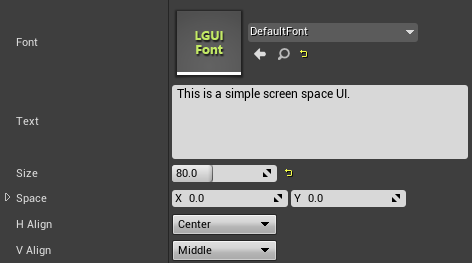 Font
LGUI
Font
DefaultFont
Text
This is a simple screen space UI.
Size
80.0
Space
X 0.0
Y 0.0
H Align
Center
V Align
Middle